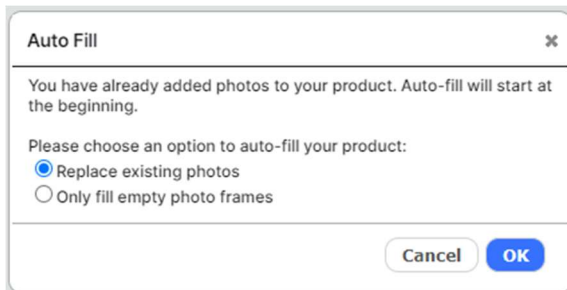 Auto Fill
You have already added photos to your product. Auto-fill will start at
the beginning.
Please choose an option to auto-fill your product:
Replace existing photos
Only fill empty photo frames
Cancel OK